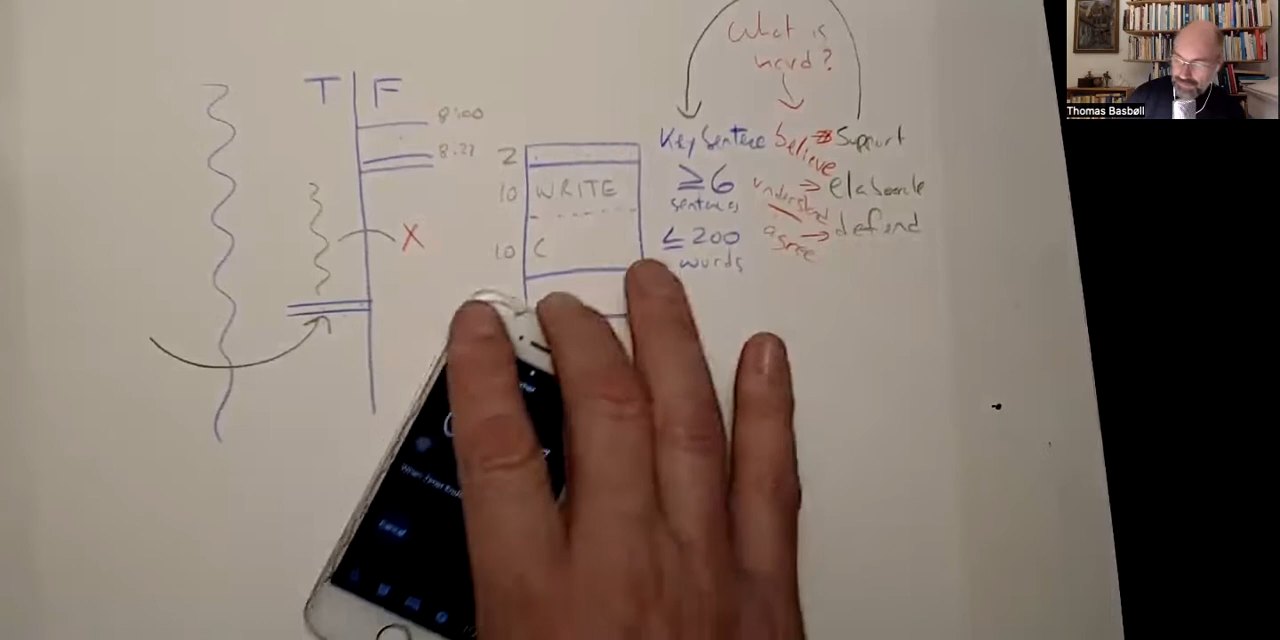 What is
hard?
T F
8:00
8.27
Key Sentence believe => Support
2
10 WRITE
≥6
sentences
understand => elaborate
10 C
≤ 200
words
agree -> defend
X
Cancel
Thomas Basbøll